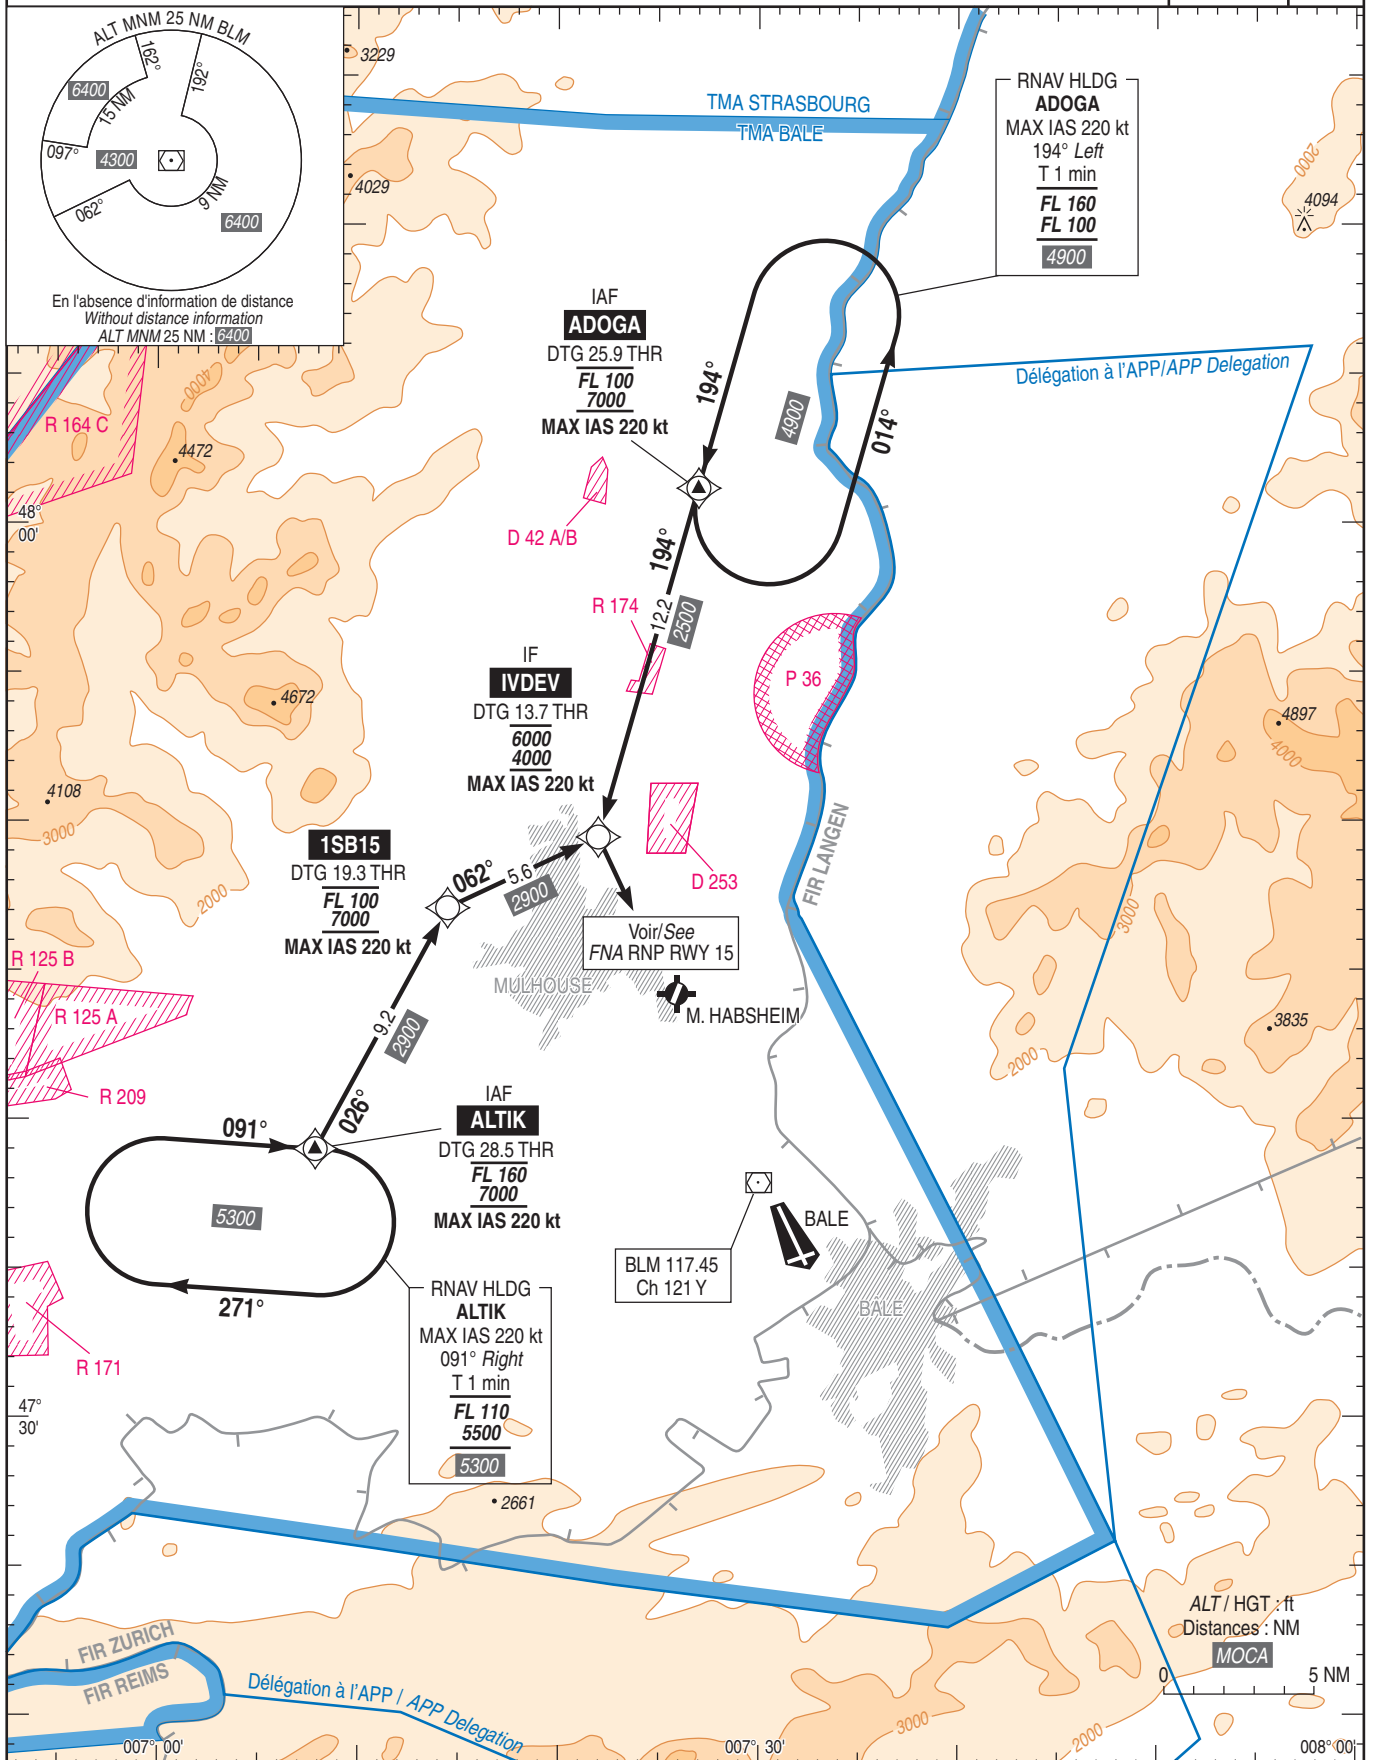 ALT MNM 25 NM BLM
162°
192°
6400
15 NM
097°
4300
062°
9 NM
6400
En l'absence d'information de distance
Without distance information
ALT MNM 25 NM : 6400
3229
4029
TMA STRASBOURG
TMA BALE
RNAV HLDG
ADOGA
MAX IAS 220 kt
194° Left
T 1 min
FL 160
FL 100
4900
2000
4094
IAF
ADOGA
DTG 25.9 THR
FL 100
7000
MAX IAS 220 kt
194°
4900
014°
Délégation à l'APP/APP Delegation
R 164 C
4000
4472
48°
00'
D 42 A/B
194°
12.2
2500
R 174
P 36
IF
IVDEV
DTG 13.7 THR
6000
4000
MAX IAS 220 kt
4672
4897
4000
4108
3000
2000
1SB15
DTG 19.3 THR
FL 100
7000
MAX IAS 220 kt
062°
5.6
2900
D 253
FIR LANGEN
3000
Voir/See
FNA RNP RWY 15
R 125 B
R 125 A
MULHOUSE
M. HABSHEIM
9.2
2900
3835
2000
R 209
026°
091°
IAF
ALTIK
DTG 28.5 THR
FL 160
7000
MAX IAS 220 kt
5300
271°
BALE
BLM 117.45
Ch 121 Y
BALE
RNAV HLDG
ALTIK
MAX IAS 220 kt
091° Right
T 1 min
FL 110
5500
5300
R 171
47°
30'
2661
ALT / HGT : ft
Distances : NM
MOCA
0 5 NM
FIR ZURICH
FIR REIMS
Délégation à l'APP / APP Delegation
3000
2000
007° 00'
007° 30'
008° 00'